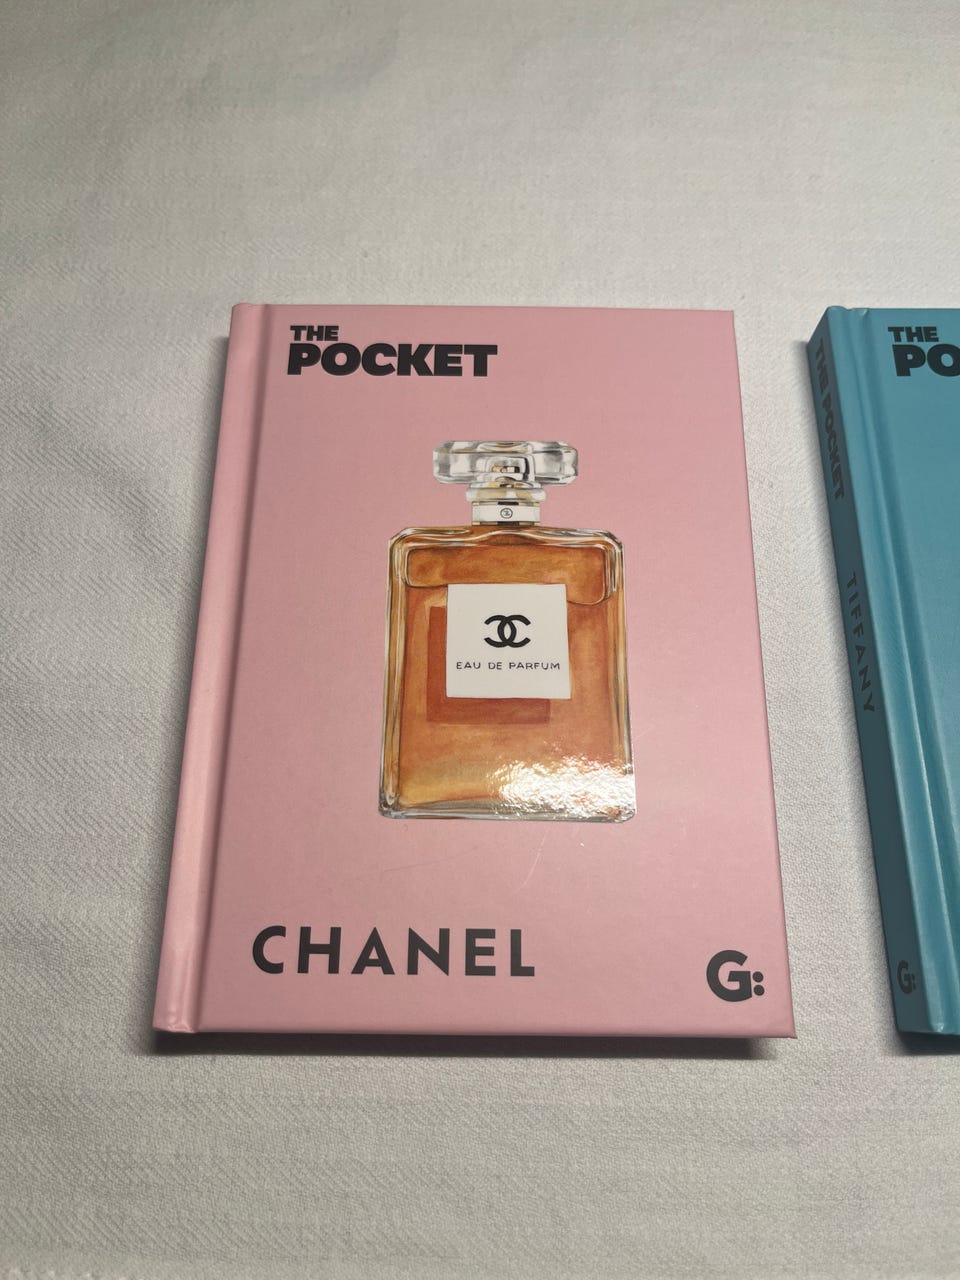 THE
POCKET
EAU DE PARFUM
CHANEL
G:
THE POCKET
TIFFANY
G:
THE
PO